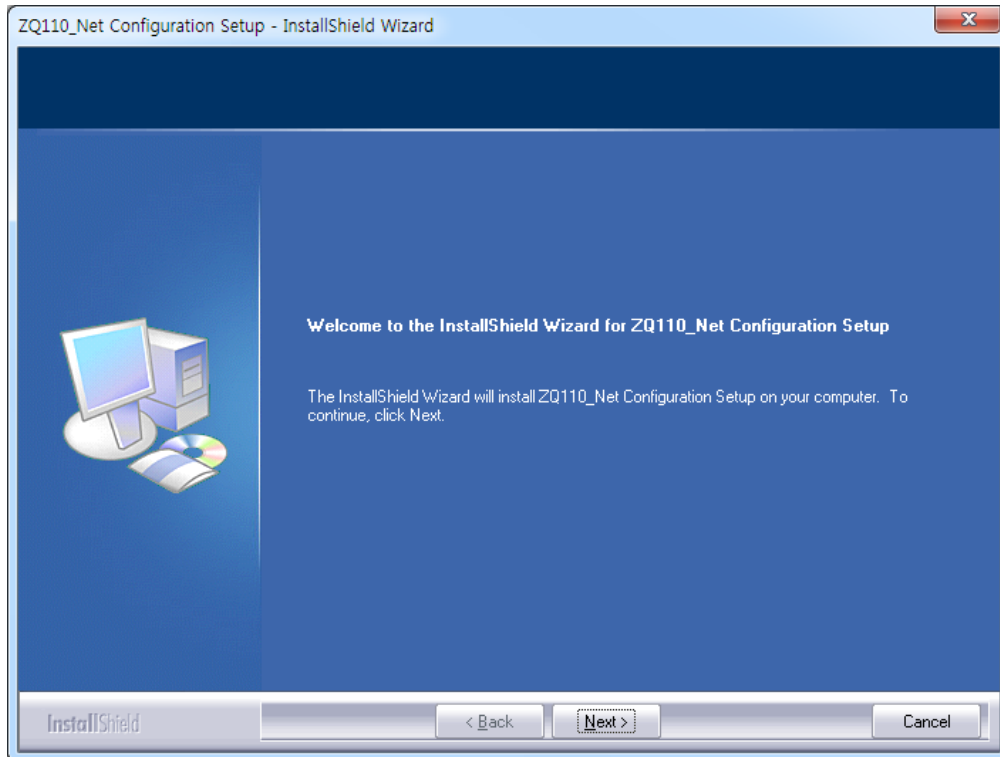 ZQ110_Net Configuration Setup - InstallShield Wizard
Welcome to the InstallShield Wizard for ZQ110_Net Configuration Setup
The InstallShield Wizard will install ZQ110_Net Configuration Setup on your computer. To
continue, click Next.
InstallShield
< Back
Next >
Cancel